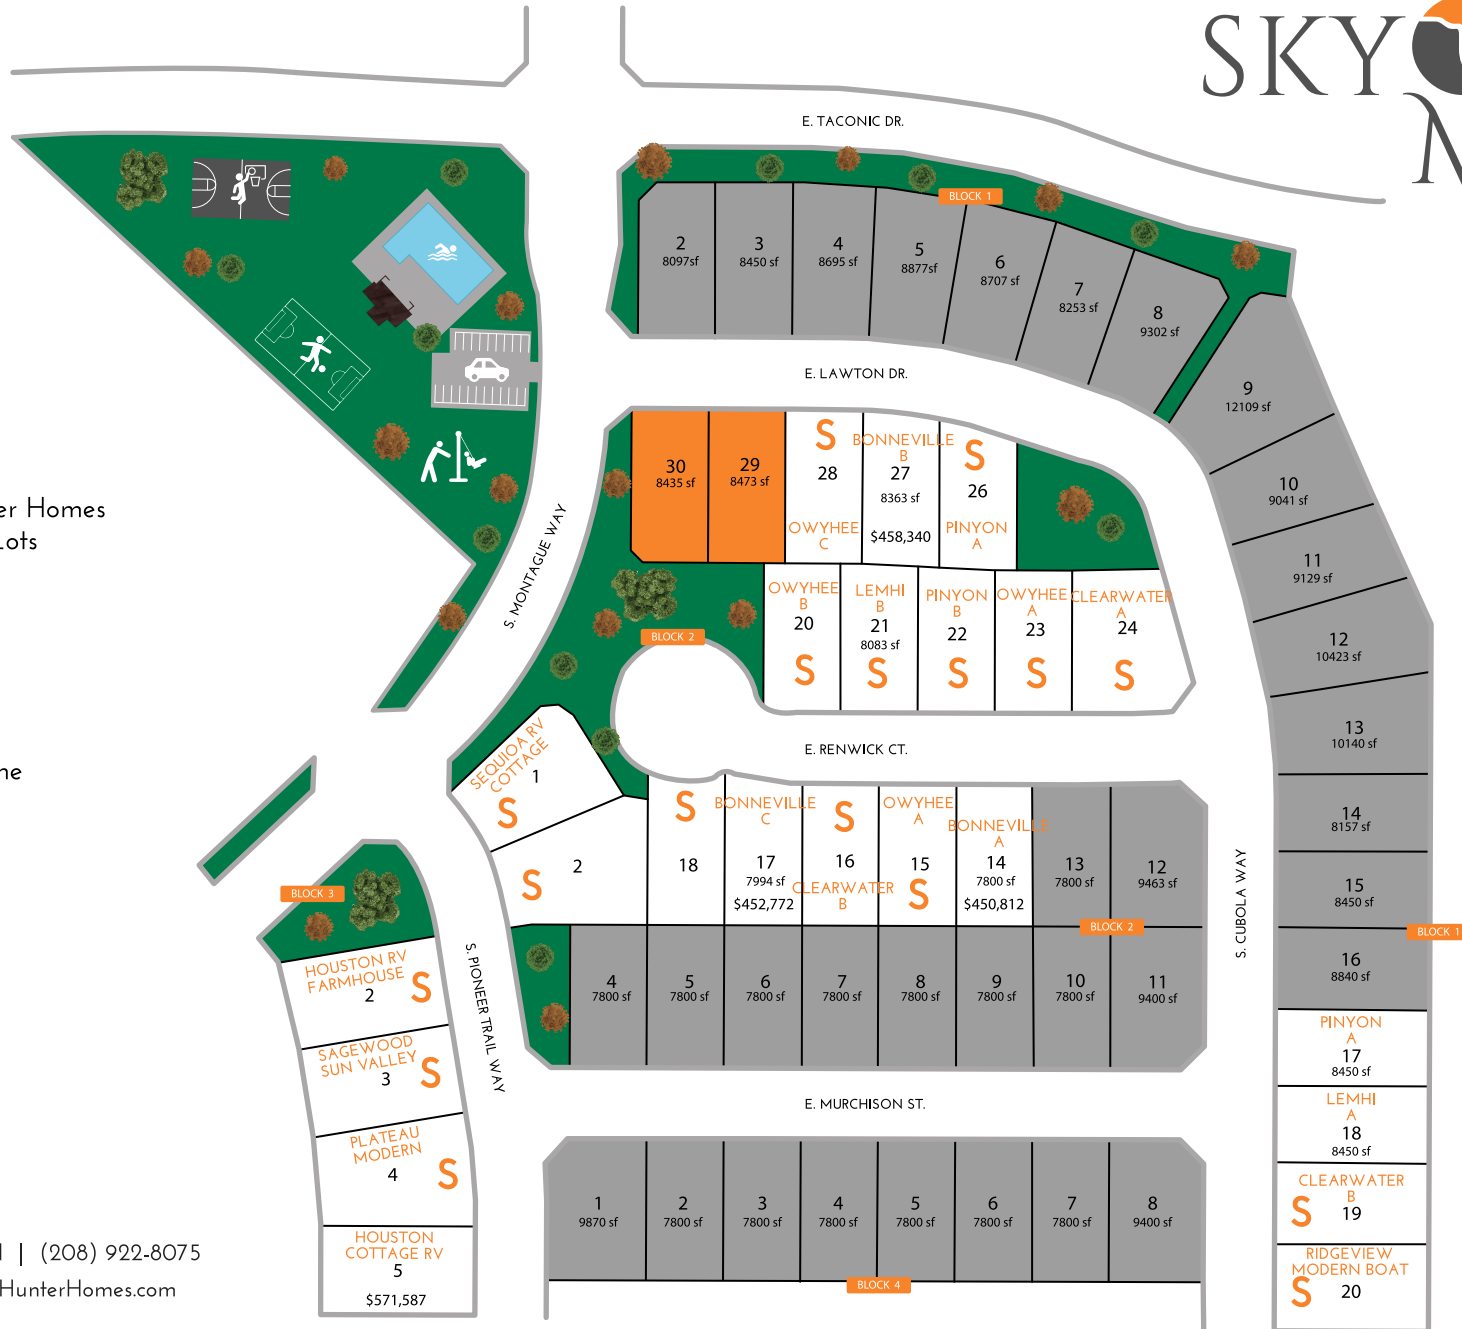 SKY
E. TACONIC DR.
BLOCK 1
2
8097sf
3
8450 sf
4
8695 sf
5
8877sf
6
8707 sf
7
8253 sf
8
9302 sf
9
12109 sf
E. LAWTON DR.
10
9041 sf
11
9129 sf
12
10423 sf
13
10140 sf
14
8157 sf
15
8450 sf
BLOCK 1
16
8840 sf
PINYON
A
17
8450 sf
LEMHI
A
18
8450 sf
CLEARWATER
B
S
19
RIDGEVIEW
MODERN BOAT
S
20
30
8435 sf
29
8473 sf
S
28
OWYHEE
C
BONNEVILLE
B
27
8363 sf
$458,340
S
26
PINYON
A
er Homes
Lots
S. MONTAGUE WAY
BLOCK 2
OWYHEE
B
20
S
LEMHI
B
21
8083 sf
S
PINYON
B
22
S
OWYHEE
A
23
S
CLEARWATER
A
24
S
E. RENWICK CT.
ne
SEQUIOA RV
COTTAGE
1
S
2
S
S
18
BONNEVILLE
C
17
7994 sf
$452,772
S
16
CLEARWATER
B
OWYHEE
A
15
S
BONNEVILLE
A
14
7800 sf
$450,812
13
7800 sf
12
9463 sf
BLOCK 2
S. CUBOLA WAY
4
7800 sf
5
7800 sf
6
7800 sf
7
7800 sf
8
7800 sf
9
7800 sf
10
7800 sf
11
9400 sf
BLOCK 3
S. PIONEER TRAIL WAY
HOUSTON RV
FARMHOUSE
2
S
SAGEWOOD
SUN VALLEY
3
S
PLATEAU
MODERN
4
S
HOUSTON
COTTAGE RV
5
$571,587
E. MURCHISON ST.
1
9870 sf
2
7800 sf
3
7800 sf
4
7800 sf
5
7800 sf
6
7800 sf
7
7800 sf
8
9400 sf
BLOCK 4
| (208) 922-8075
HunterHomes.com